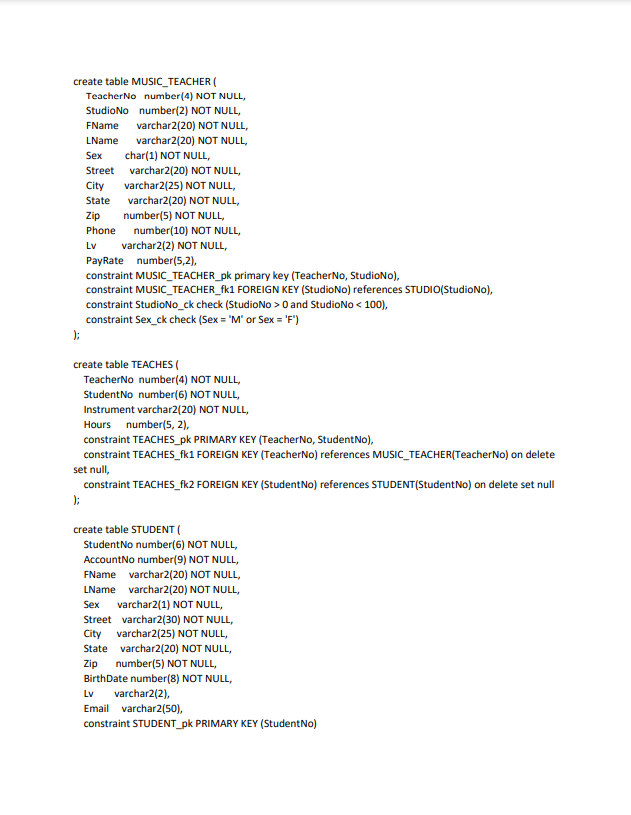 create table MUSIC_TEACHER (
TeacherNo number(4) NOT NULL,
StudioNo number(2) NOT NULL,
FName varchar2(20) NOT NULL,
LName varchar2(20) NOT NULL,
Sex char(1) NOT NULL,
Street varchar2(20) NOT NULL,
City varchar2(25) NOT NULL,
State varchar2(20) NOT NULL,
Zip number(5) NOT NULL,
Phone number(10) NOT NULL,
Lv varchar2(2) NOT NULL,
PayRate number(5,2),
constraint MUSIC_TEACHER_pk primary key (TeacherNo, StudioNo),
constraint MUSIC_TEACHER_fk1 FOREIGN KEY (StudioNo) references STUDIO(StudioNo),
constraint StudioNo_ck check (StudioNo > 0 and StudioNo < 100),
constraint Sex_ck check (Sex = 'M' or Sex = 'F')
);
create table TEACHES (
TeacherNo number(4) NOT NULL,
StudentNo number(6) NOT NULL,
Instrument varchar2(20) NOT NULL,
Hours number(5, 2),
constraint TEACHES_pk PRIMARY KEY (TeacherNo, StudentNo),
constraint TEACHES_fk1 FOREIGN KEY (TeacherNo) references MUSIC_TEACHER(TeacherNo) on delete
set null,
constraint TEACHES_fk2 FOREIGN KEY (StudentNo) references STUDENT(StudentNo) on delete set null
);
create table STUDENT (
StudentNo number(6) NOT NULL,
AccountNo number(9) NOT NULL,
FName varchar2(20) NOT NULL,
LName varchar2(20) NOT NULL,
Sex varchar2(1) NOT NULL,
Street varchar2(30) NOT NULL,
City varchar2(25) NOT NULL,
State varchar2(20) NOT NULL,
Zip number(5) NOT NULL,
BirthDate number(8) NOT NULL,
Lv varchar2(2),
Email varchar2(50),
constraint STUDENT_pk PRIMARY KEY (StudentNo)